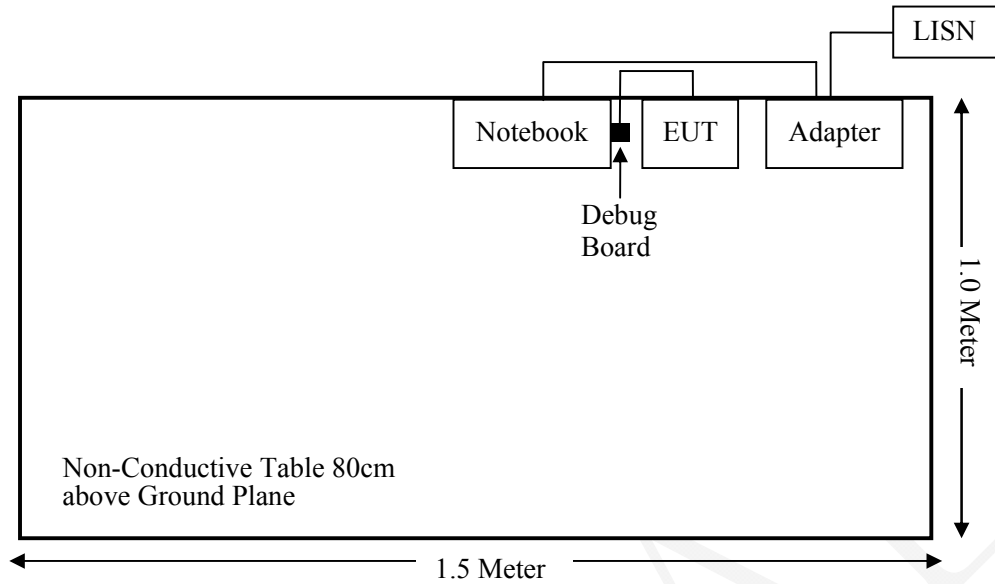 LISN
Notebook
EUT
Adapter
Debug
Board
1.0 Meter
Non-Conductive Table 80cm
above Ground Plane
1.5 Meter